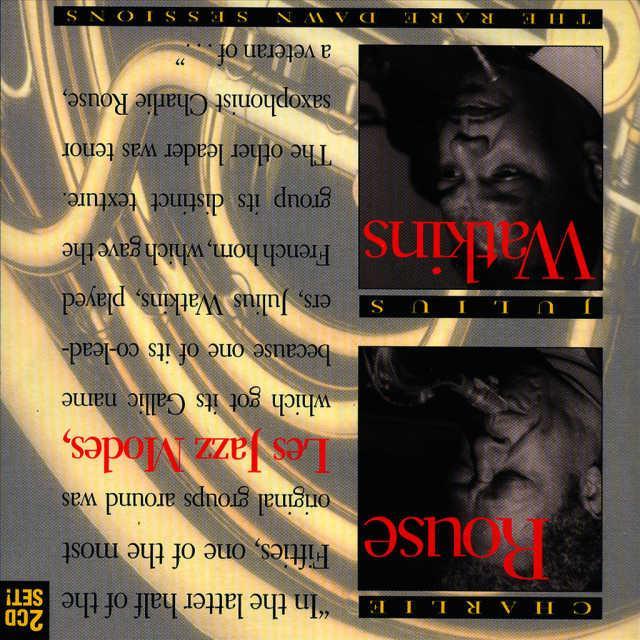 CHARLIE
Rouse
JULIUS
Watkins
"In the latter half of the
Fifties, one of the most
original groups around was
Les Jazz Modes,
which got its Gallic name
because one of its co-lead-
ers, Julius Watkins, played
French horn, which gave the
group its distinct texture.
The other leader was tenor
saxophonist Charlie Rouse,
a veteran of . . ."
THE RARE DAWN SESSIONS
2CD
SET!